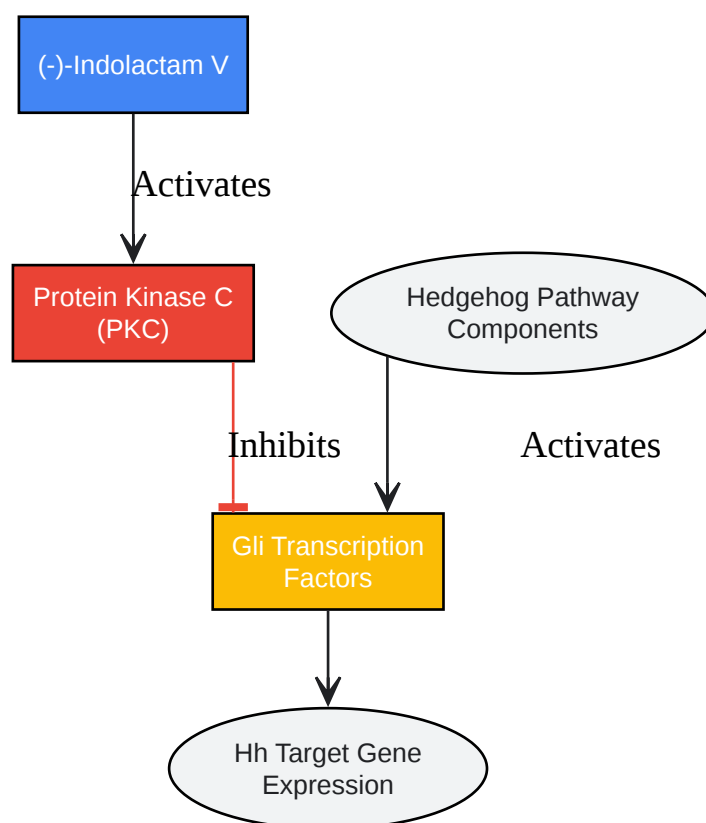 (-)-Indolactam V
Activates
Protein Kinase C
(PKC)
Hedgehog Pathway
Components
Inhibits
Activates
Gli Transcription
Factors
Hh Target Gene
Expression